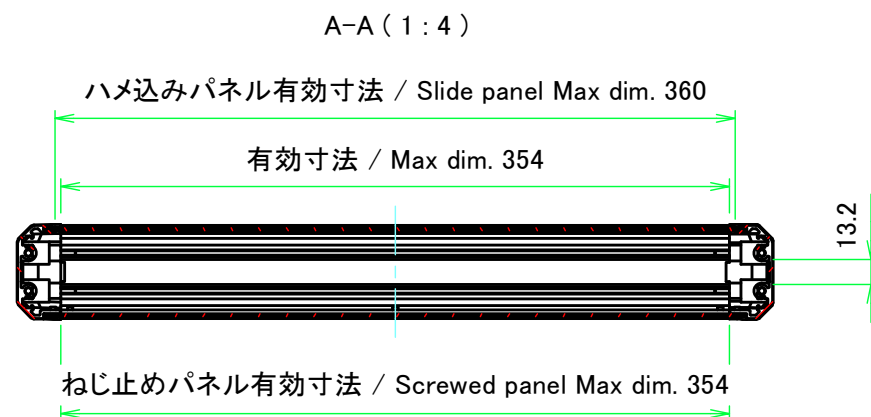 A-A ( 1 : 4 )
ハメ込みパネル有効寸法 / Slide panel Max dim. 360
有効寸法 / Max dim. 354
13.2
ねじ止めパネル有効寸法 / Screwed panel Max dim. 354